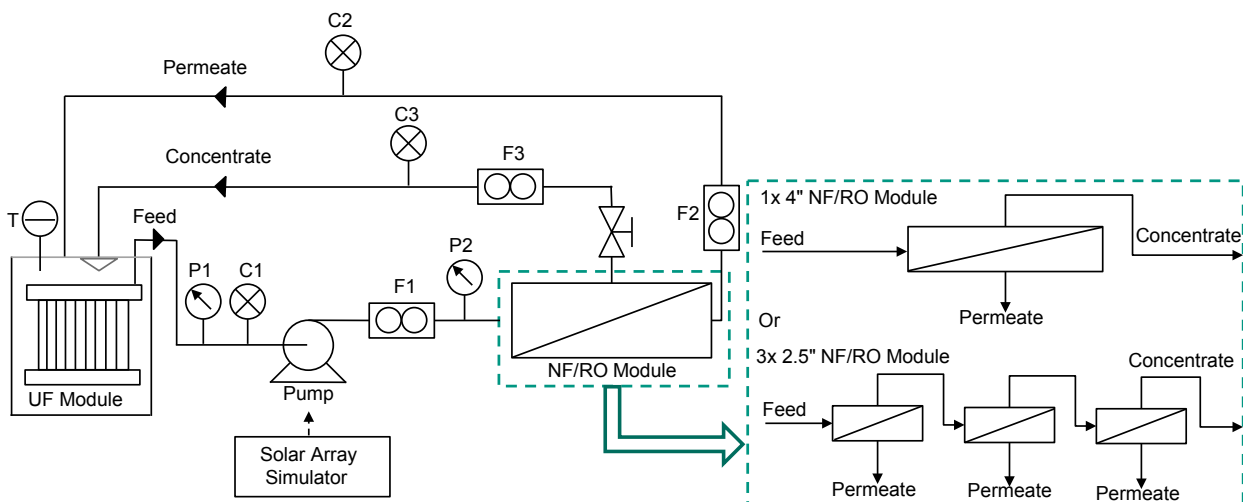 C2
Permeate
C3
Concentrate
F3
T
Feed
F2
P1
C1
P2
F1
NF/RO Module
Pump
UF Module
Solar Array
Simulator
1x 4" NF/RO Module
Feed
Concentrate
Permeate
Or
3x 2.5" NF/RO Module
Concentrate
Feed
Permeate
Permeate
Permeate